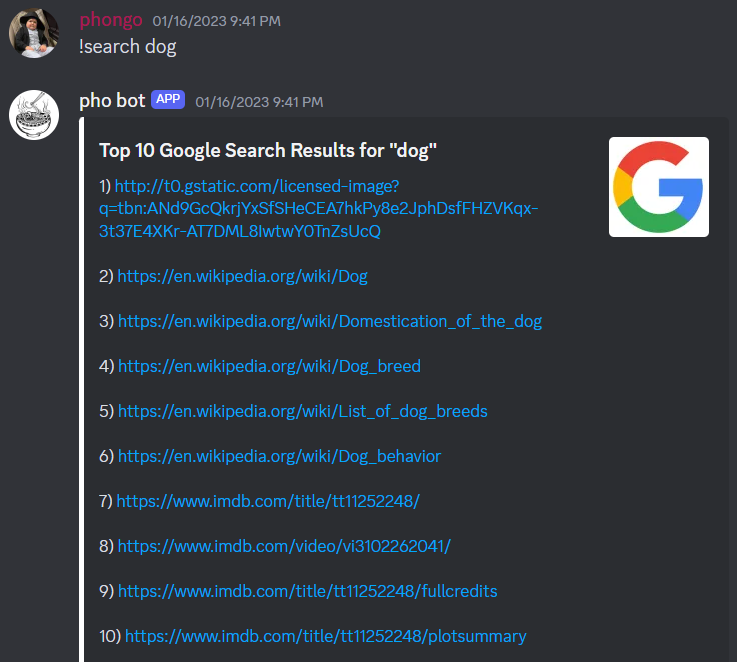 phongo 01/16/2023 9:41 PM
!search dog
pho bot APP 01/16/2023 9:41 PM
Top 10 Google Search Results for "dog"
1) http://t0.gstatic.com/licensed-image?
q=tbn:ANd9GcQkrjYxSfSHeCEA7hkPy8e2JphDsfFHZVKqx-
3t37E4XKr-AT7DML8IwtwY0TnZsUcQ
2) https://en.wikipedia.org/wiki/Dog
3) https://en.wikipedia.org/wiki/Domestication_of_the_dog
4) https://en.wikipedia.org/wiki/Dog_breed
5) https://en.wikipedia.org/wiki/List_of_dog_breeds
6) https://en.wikipedia.org/wiki/Dog_behavior
7) https://www.imdb.com/title/tt11252248/
8) https://www.imdb.com/video/vi3102262041/
9) https://www.imdb.com/title/tt11252248/fullcredits
10) https://www.imdb.com/title/tt11252248/plotsummary